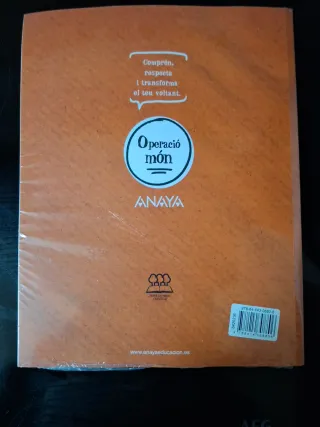 Comprèn,
respecta
i transforma
el teu voltant.
Operació
món
ANAYA
www.anayaeducacion.es